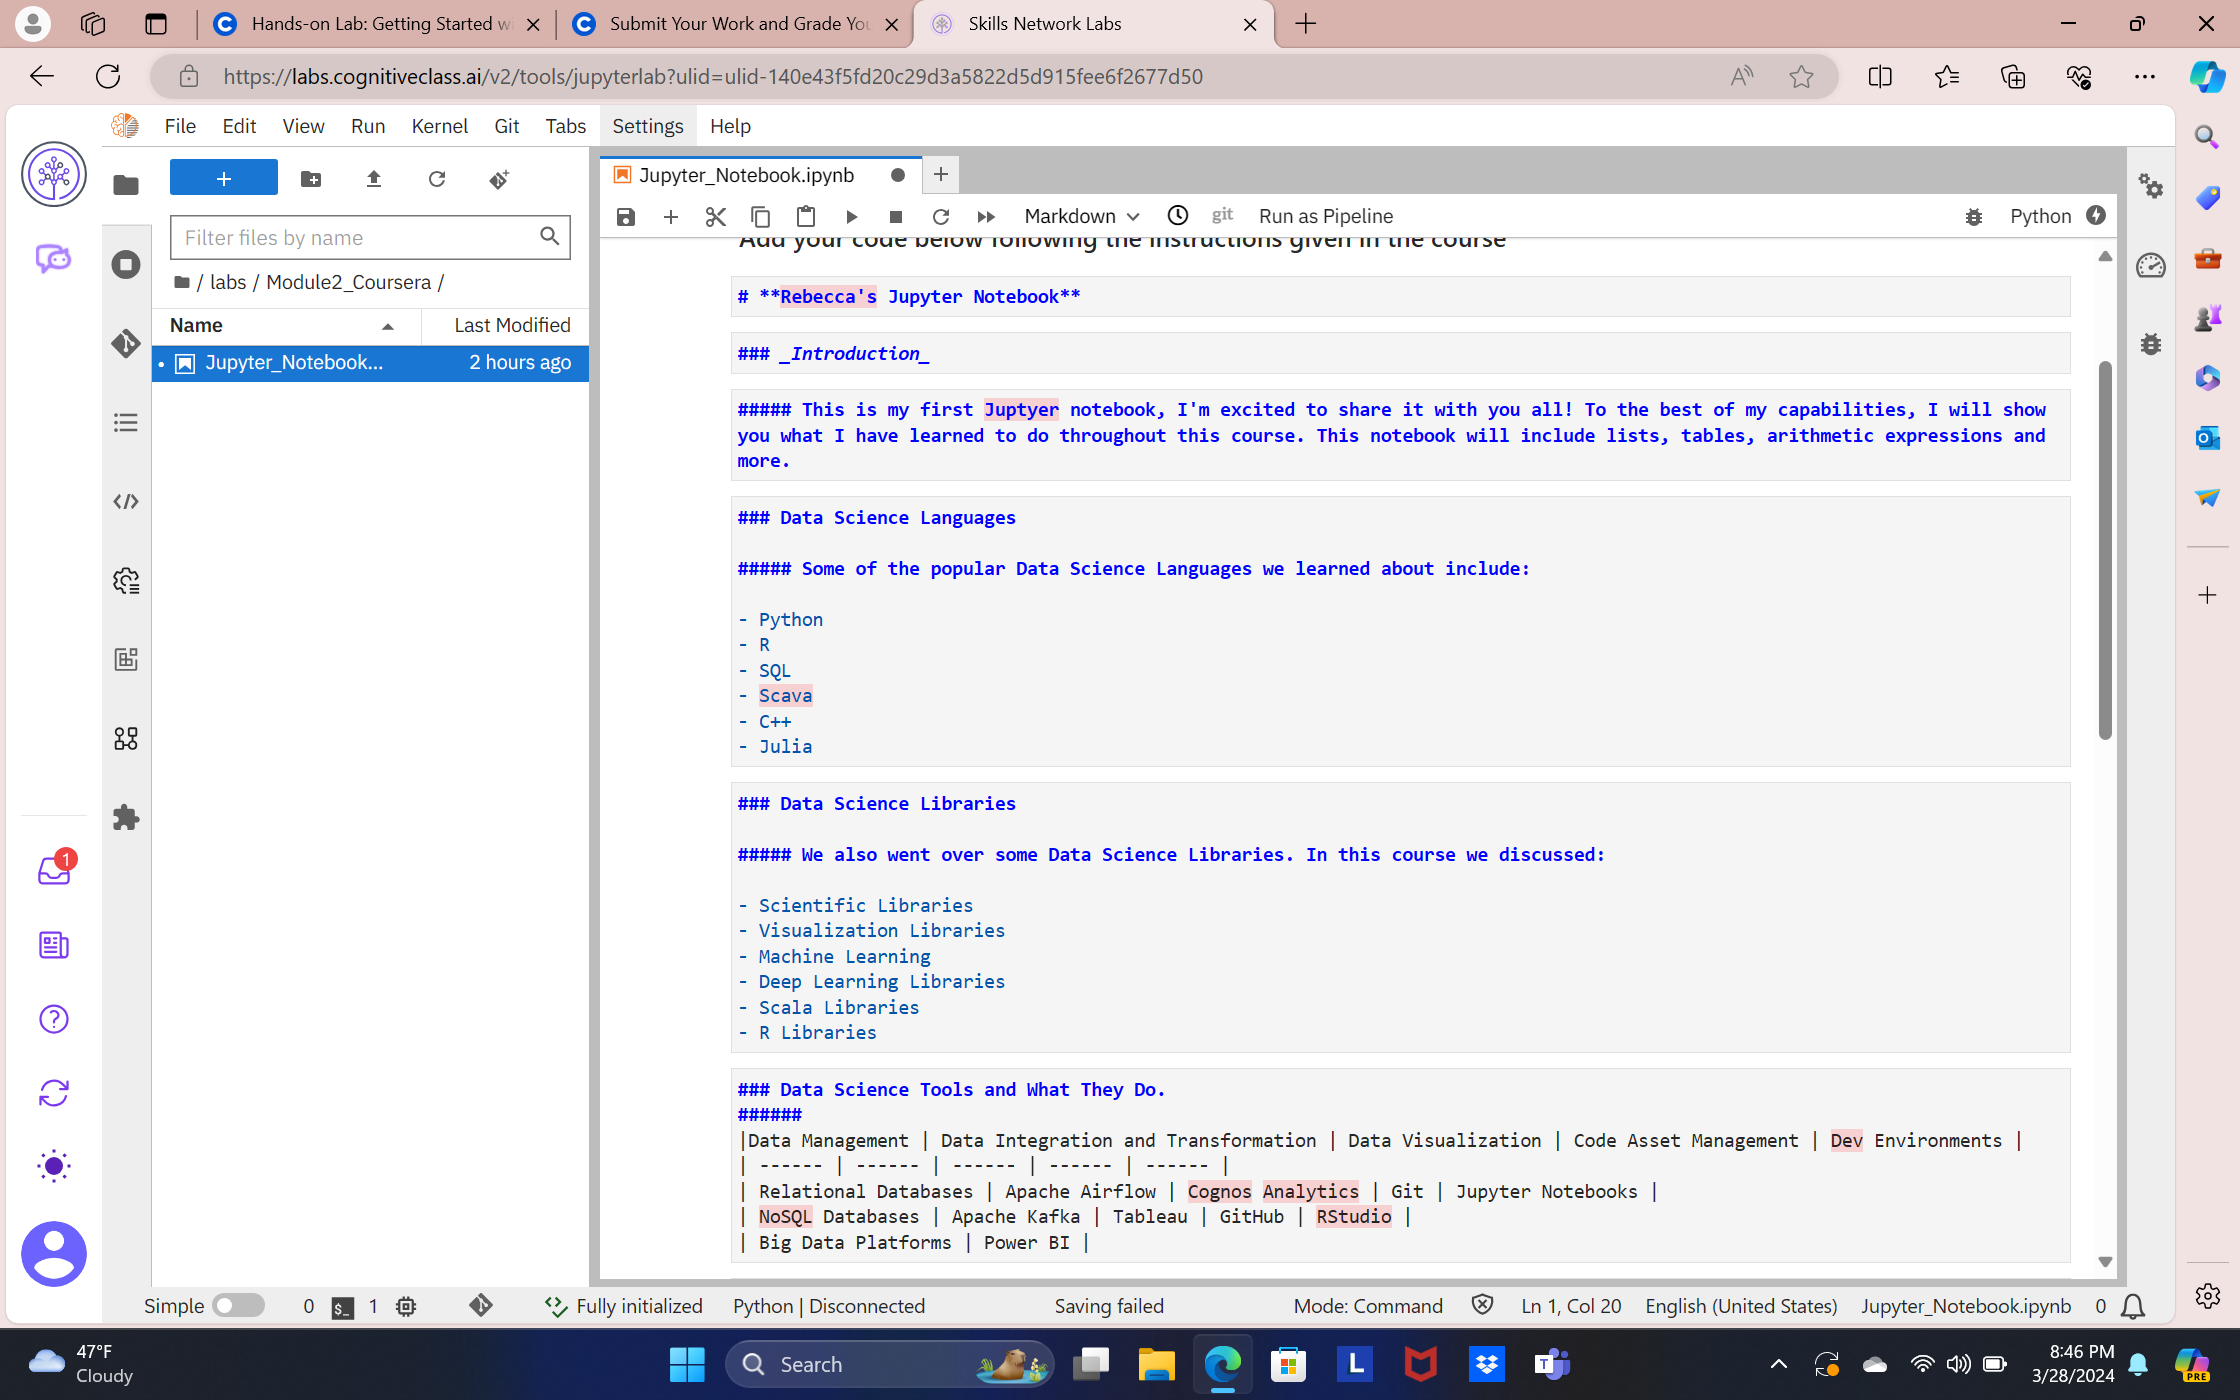 Hands-on Lab: Getting Started w
Submit Your Work and Grade Yo
Skills Network Labs
https://labs.cognitiveclass.ai/v2/tools/jupyterlab?ulid=ulid-140e43f5fd20c29d3a5822d5d915fee6f2677d50
File Edit View Run Kernel Git Tabs Settings Help
Jupyter_Notebook.ipynb
Markdown git Run as Pipeline Python
Filter files by name
/ labs / Module2_Coursera /
Name Last Modified
Jupyter_Notebook... 2 hours ago
Add your code below following the instructions given in the course
# **Rebecca's Jupyter Notebook**
### _Introduction_
##### This is my first Juptyer notebook, I'm excited to share it with you all! To the best of my capabilities, I will show
you what I have learned to do throughout this course. This notebook will include lists, tables, arithmetic expressions and
more.
### Data Science Languages
##### Some of the popular Data Science Languages we learned about include:
- Python
- R
- SQL
- Scava
- C++
- Julia
### Data Science Libraries
##### We also went over some Data Science Libraries. In this course we discussed:
- Scientific Libraries
- Visualization Libraries
- Machine Learning
- Deep Learning Libraries
- Scala Libraries
- R Libraries
### Data Science Tools and What They Do.
######
|Data Management | Data Integration and Transformation | Data Visualization | Code Asset Management | Dev Environments |
| ------ | ------ | ------ | ------ | ------ |
| Relational Databases | Apache Airflow | Cognos Analytics | Git | Jupyter Notebooks |
| NoSQL Databases | Apache Kafka | Tableau | GitHub | RStudio |
| Big Data Platforms | Power BI |
1
Simple 0 $_ 1 Fully initialized Python | Disconnected Saving failed Mode: Command Ln 1, Col 20 English (United States) Jupyter_Notebook.ipynb 0
47°F
Cloudy
Search
L
T
8:46 PM
3/28/2024
PRE